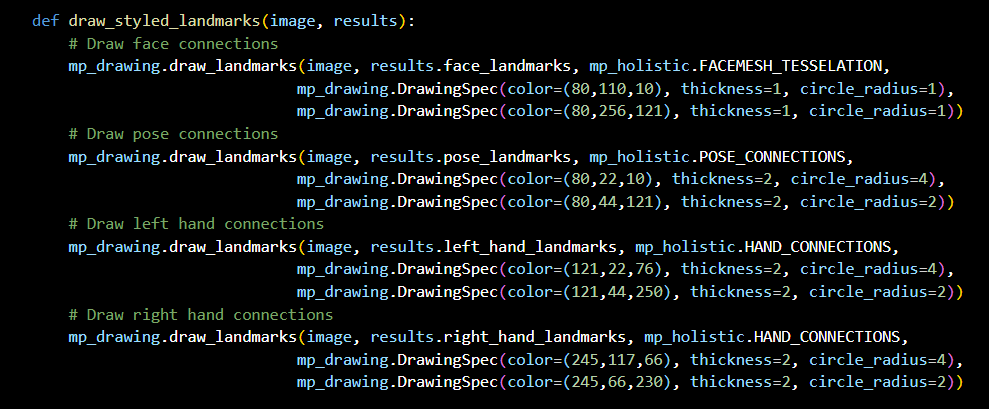 def draw_styled_landmarks(image, results):
    # Draw face connections
    mp_drawing.draw_landmarks(image, results.face_landmarks, mp_holistic.FACEMESH_TESSELATION,
                             mp_drawing.DrawingSpec(color=(80,110,10), thickness=1, circle_radius=1),
                             mp_drawing.DrawingSpec(color=(80,256,121), thickness=1, circle_radius=1))
    # Draw pose connections
    mp_drawing.draw_landmarks(image, results.pose_landmarks, mp_holistic.POSE_CONNECTIONS,
                             mp_drawing.DrawingSpec(color=(80,22,10), thickness=2, circle_radius=4),
                             mp_drawing.DrawingSpec(color=(80,44,121), thickness=2, circle_radius=2))
    # Draw left hand connections
    mp_drawing.draw_landmarks(image, results.left_hand_landmarks, mp_holistic.HAND_CONNECTIONS,
                             mp_drawing.DrawingSpec(color=(121,22,76), thickness=2, circle_radius=4),
                             mp_drawing.DrawingSpec(color=(121,44,250), thickness=2, circle_radius=2))
    # Draw right hand connections
    mp_drawing.draw_landmarks(image, results.right_hand_landmarks, mp_holistic.HAND_CONNECTIONS,
                             mp_drawing.DrawingSpec(color=(245,117,66), thickness=2, circle_radius=4),
                             mp_drawing.DrawingSpec(color=(245,66,230), thickness=2, circle_radius=2))